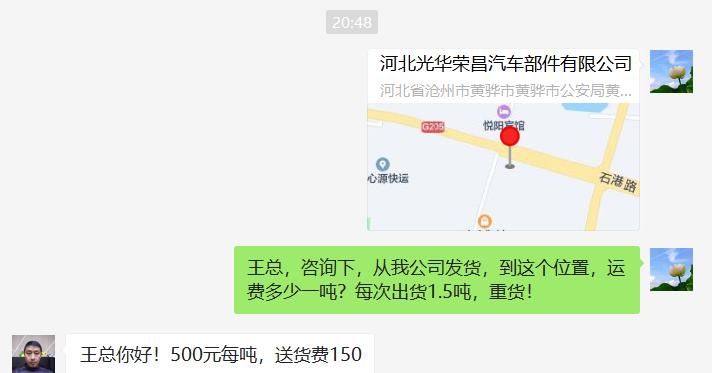 20:48
河北光华荣昌汽车部件有限公司
河北省沧州市黄骅市黄骅市公安局黄...
悦阳宾馆
G205
心源快运
石港路
王总，咨询下，从我公司发货，到这个位置，运
费多少一吨？每次出货1.5吨，重货！
王总你好！500元每吨，送货费150